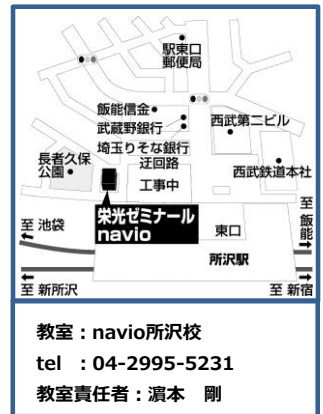 駅東口
郵便局
飯能信金
武蔵野銀行
埼玉りそな銀行
西武第二ビル
長者久保
公園
迂回路
工事中
西武鉄道本社
栄光ゼミナール
navio
至 池袋
東口
至 飯能
所沢駅
至 新所沢
至 新宿
教室：navio所沢校
tel ：04-2995-5231
教室責任者：濵本 剛